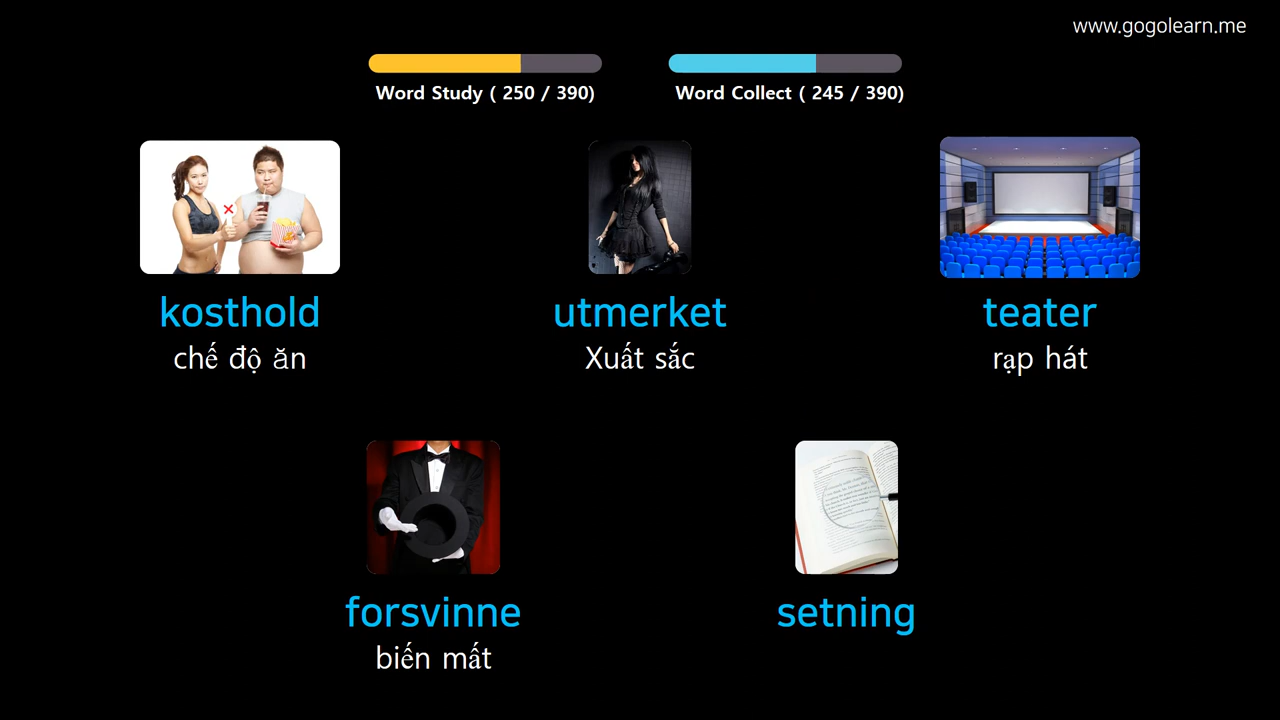 www.gogolearn.me
Word Study ( 250 / 390)
Word Collect ( 245 / 390)
kosthold
chế độ ăn
utmerket
Xuất sắc
teater
rạp hát
forsvinne
biến mất
setning